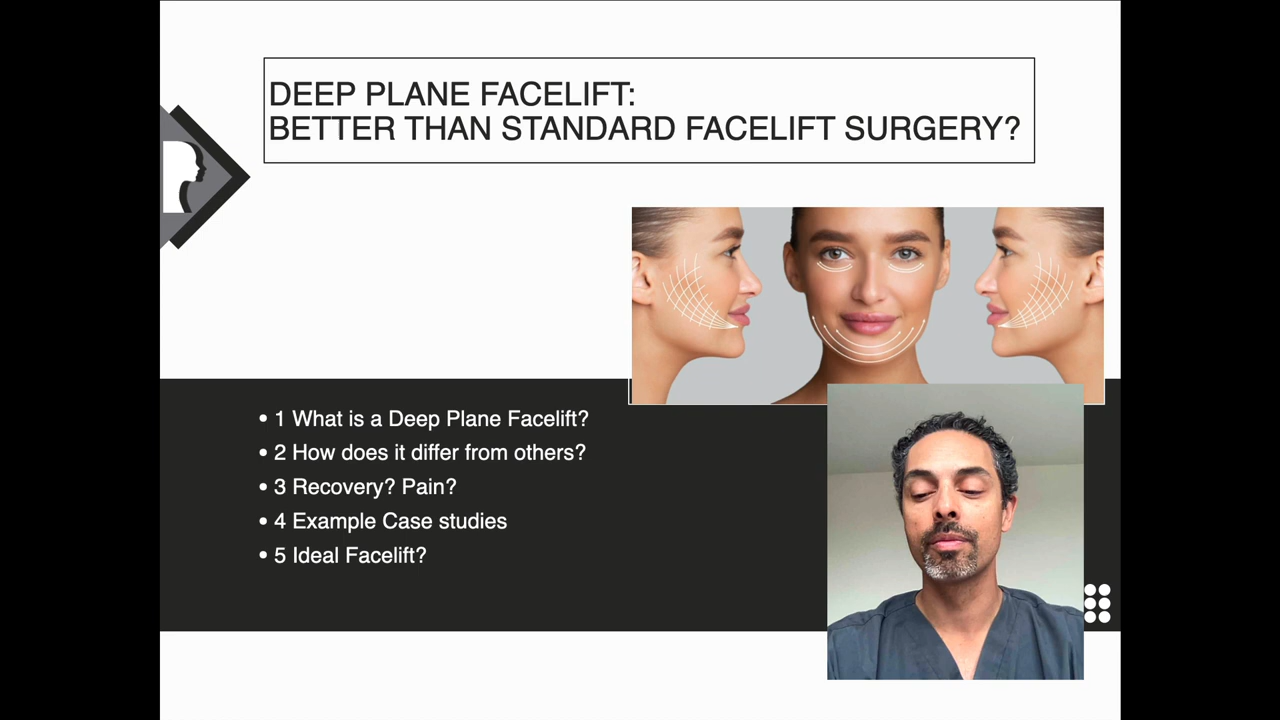 DEEP PLANE FACELIFT:
BETTER THAN STANDARD FACELIFT SURGERY?
• 1 What is a Deep Plane Facelift?
• 2 How does it differ from others?
• 3 Recovery? Pain?
• 4 Example Case studies
• 5 Ideal Facelift?